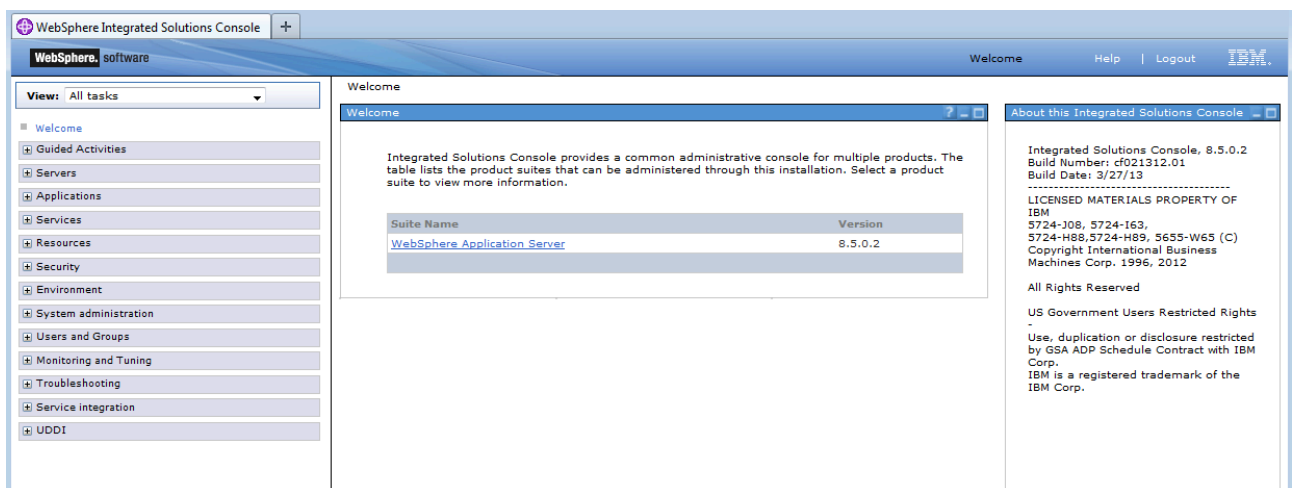 WebSphere Integrated Solutions Console
WebSphere. software
Welcome
Help | Logout
IBM.
View: All tasks
Welcome
Guided Activities
Servers
Applications
Services
Resources
Security
Environment
System administration
Users and Groups
Monitoring and Tuning
Troubleshooting
Service integration
UDDI
Welcome
Welcome
Integrated Solutions Console provides a common administrative console for multiple products. The
table lists the product suites that can be administered through this installation. Select a product
suite to view more information.
Suite Name Version
WebSphere Application Server 8.5.0.2
About this Integrated Solutions Console
Integrated Solutions Console, 8.5.0.2
Build Number: cf021312.01
Build Date: 3/27/13
----------------------------------------
LICENSED MATERIALS PROPERTY OF
IBM
5724-J08, 5724-I63,
5724-H88,5724-H89, 5655-W65 (C)
Copyright International Business
Machines Corp. 1996, 2012
All Rights Reserved
US Government Users Restricted Rights
-
Use, duplication or disclosure restricted
by GSA ADP Schedule Contract with IBM
Corp.
IBM is a registered trademark of the
IBM Corp.